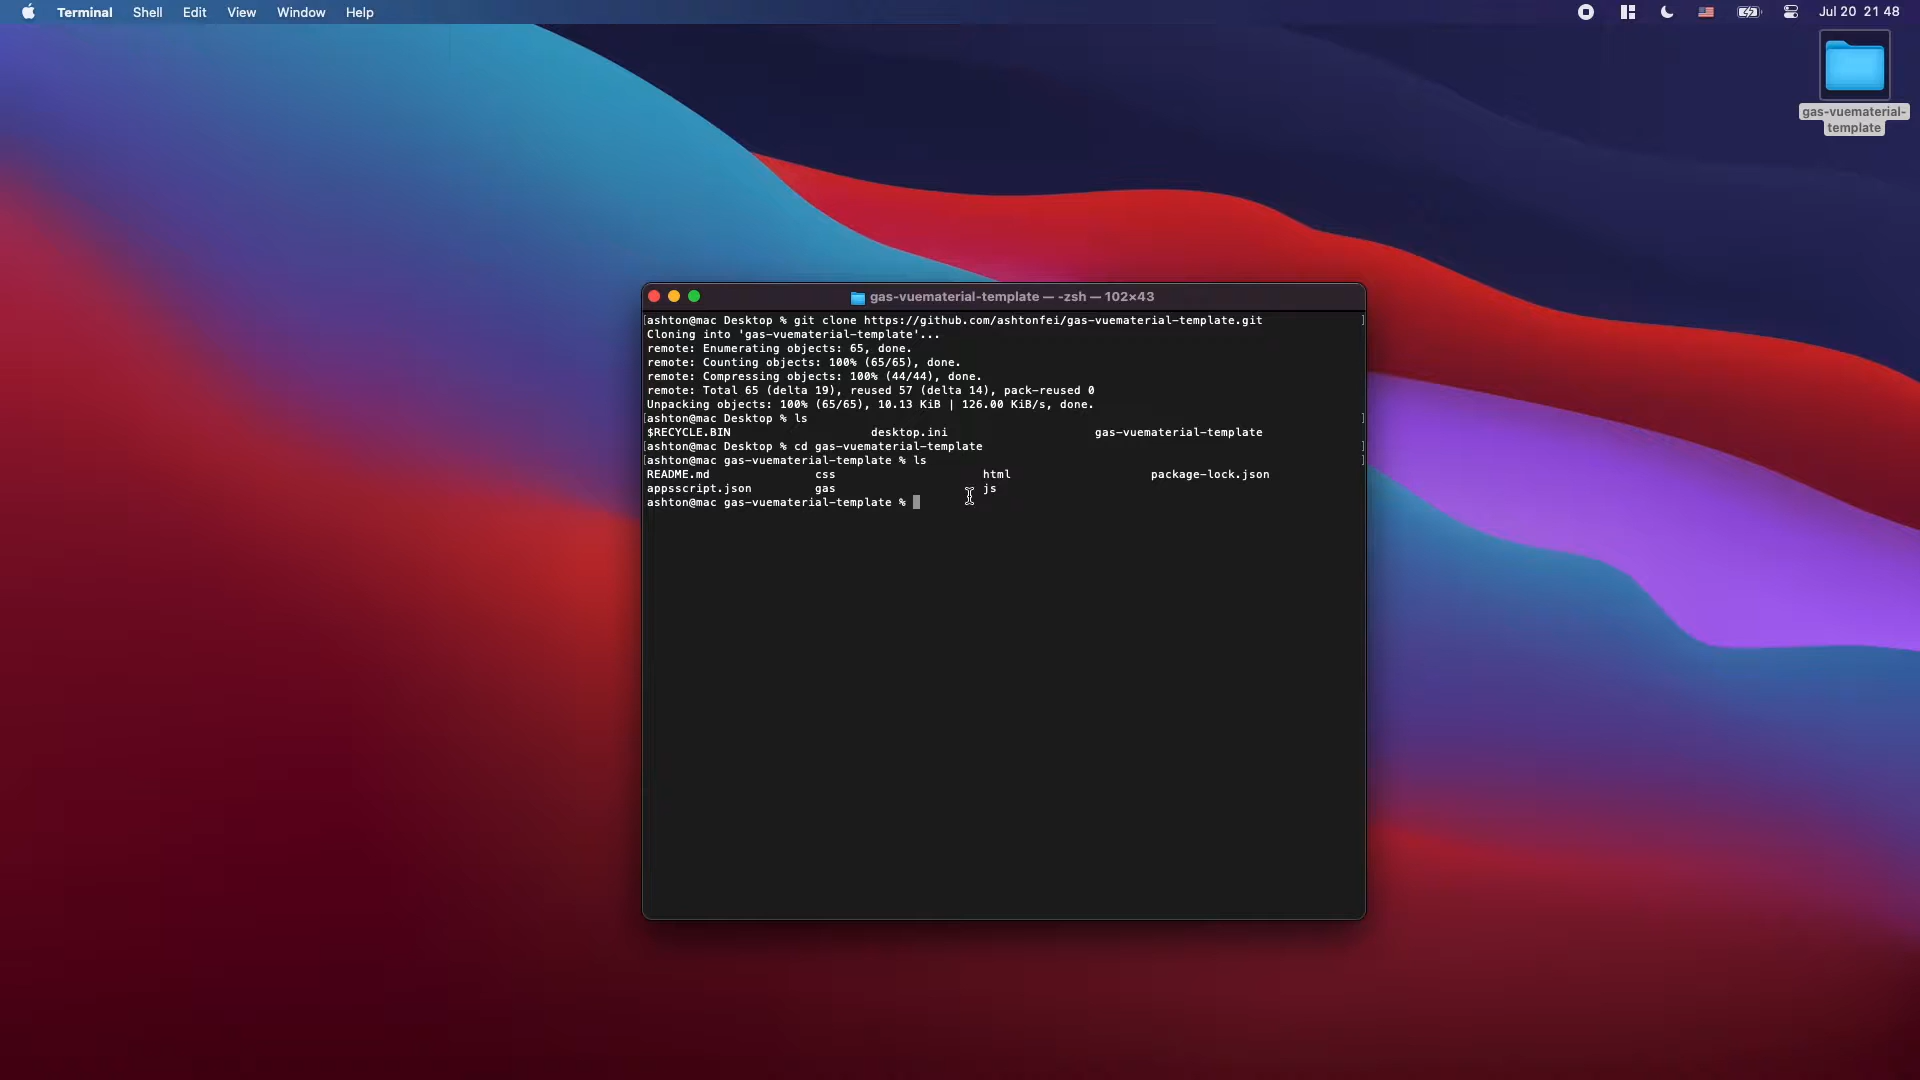 Terminal Shell Edit View Window Help Jul 20 21 48
gas-vuematerial-
template
gas-vuematerial-template — -zsh — 102×43
[ashton@mac Desktop % git clone https://github.com/ashtonfei/gas-vuematerial-template.git ]
Cloning into 'gas-vuematerial-template'...
remote: Enumerating objects: 65, done.
remote: Counting objects: 100% (65/65), done.
remote: Compressing objects: 100% (44/44), done.
remote: Total 65 (delta 19), reused 57 (delta 14), pack-reused 0
Unpacking objects: 100% (65/65), 10.13 KiB | 126.00 KiB/s, done.
[ashton@mac Desktop % ls ]
$RECYCLE.BIN desktop.ini gas-vuematerial-template
[ashton@mac Desktop % cd gas-vuematerial-template ]
[ashton@mac gas-vuematerial-template % ls ]
README.md css html package-lock.json
appsscript.json gas js
ashton@mac gas-vuematerial-template %